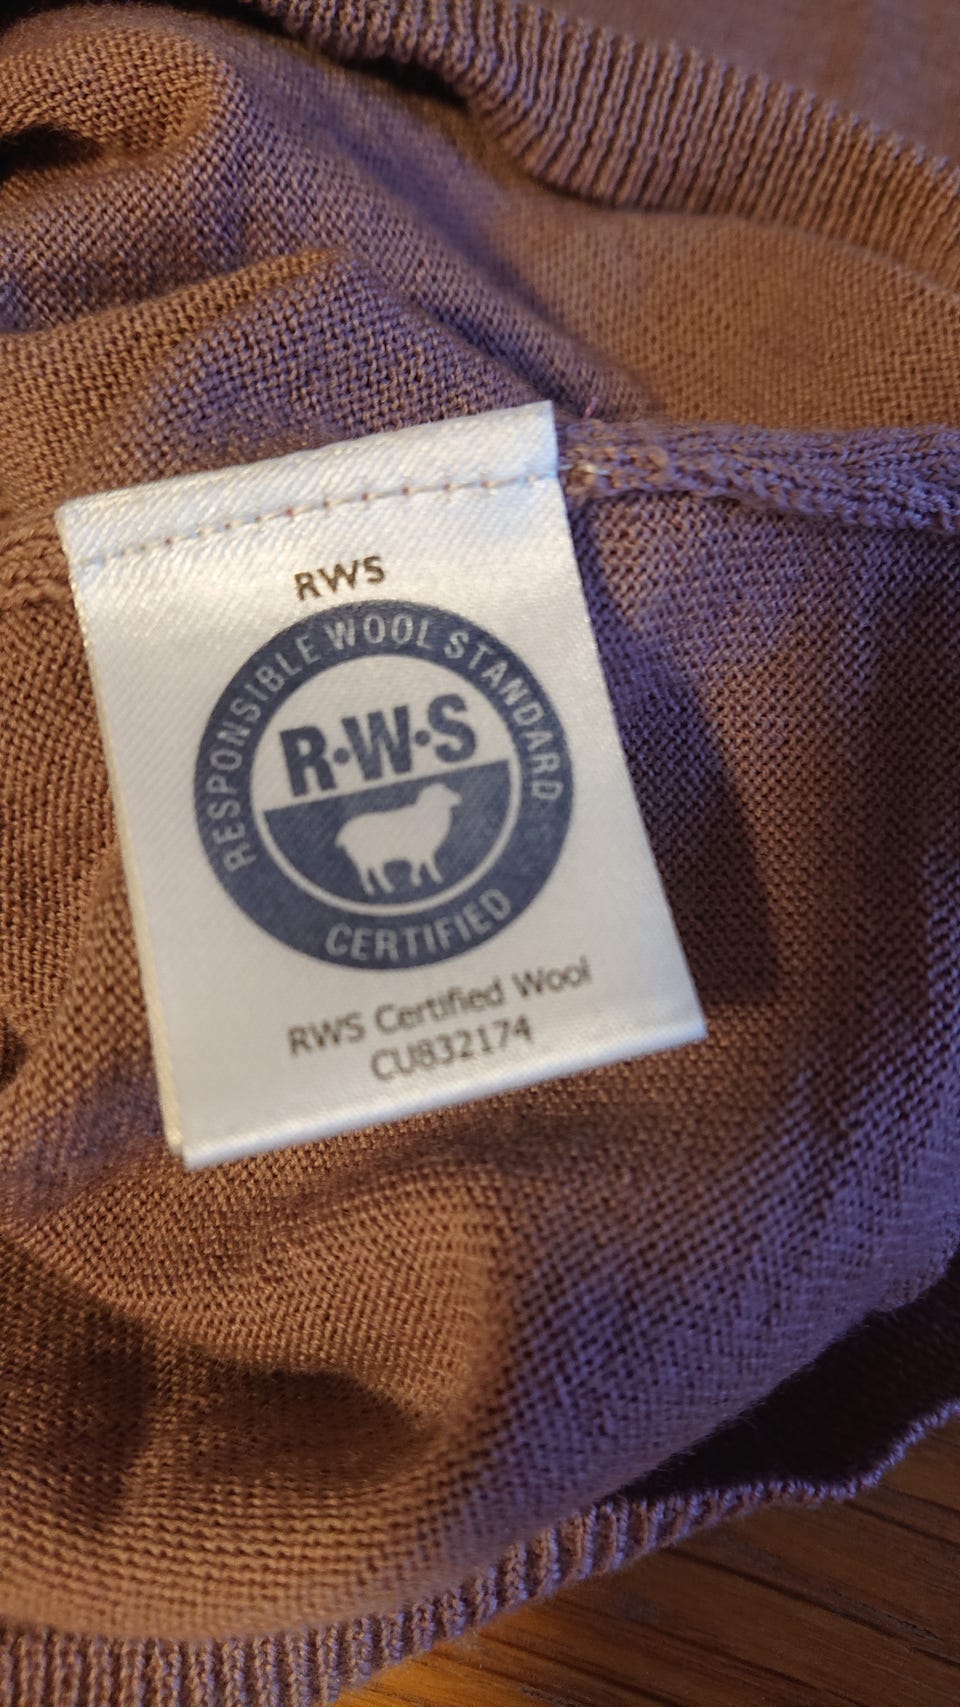 RWS
RESPONSIBLE WOOL STANDARD
R·W·S
CERTIFIED
RWS Certified Wool
CU832174